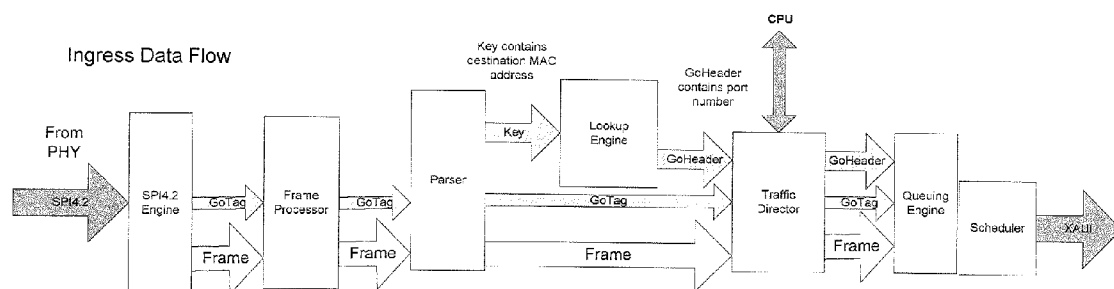 Ingress Data Flow
CPU
Key contains
cestination MAC
address
GoHeader
contains port
number
From
PHY
SPI4.2
SPI4.2
Engine
GoTag
Frame
Frame
Processor
GoTag
Frame
Parser
Key
Lookup
Engine
GoHeader
GoTag
Frame
Traffic
Director
GoHeader
GoTag
Frame
Queuing
Engine
Scheduler
XAUI